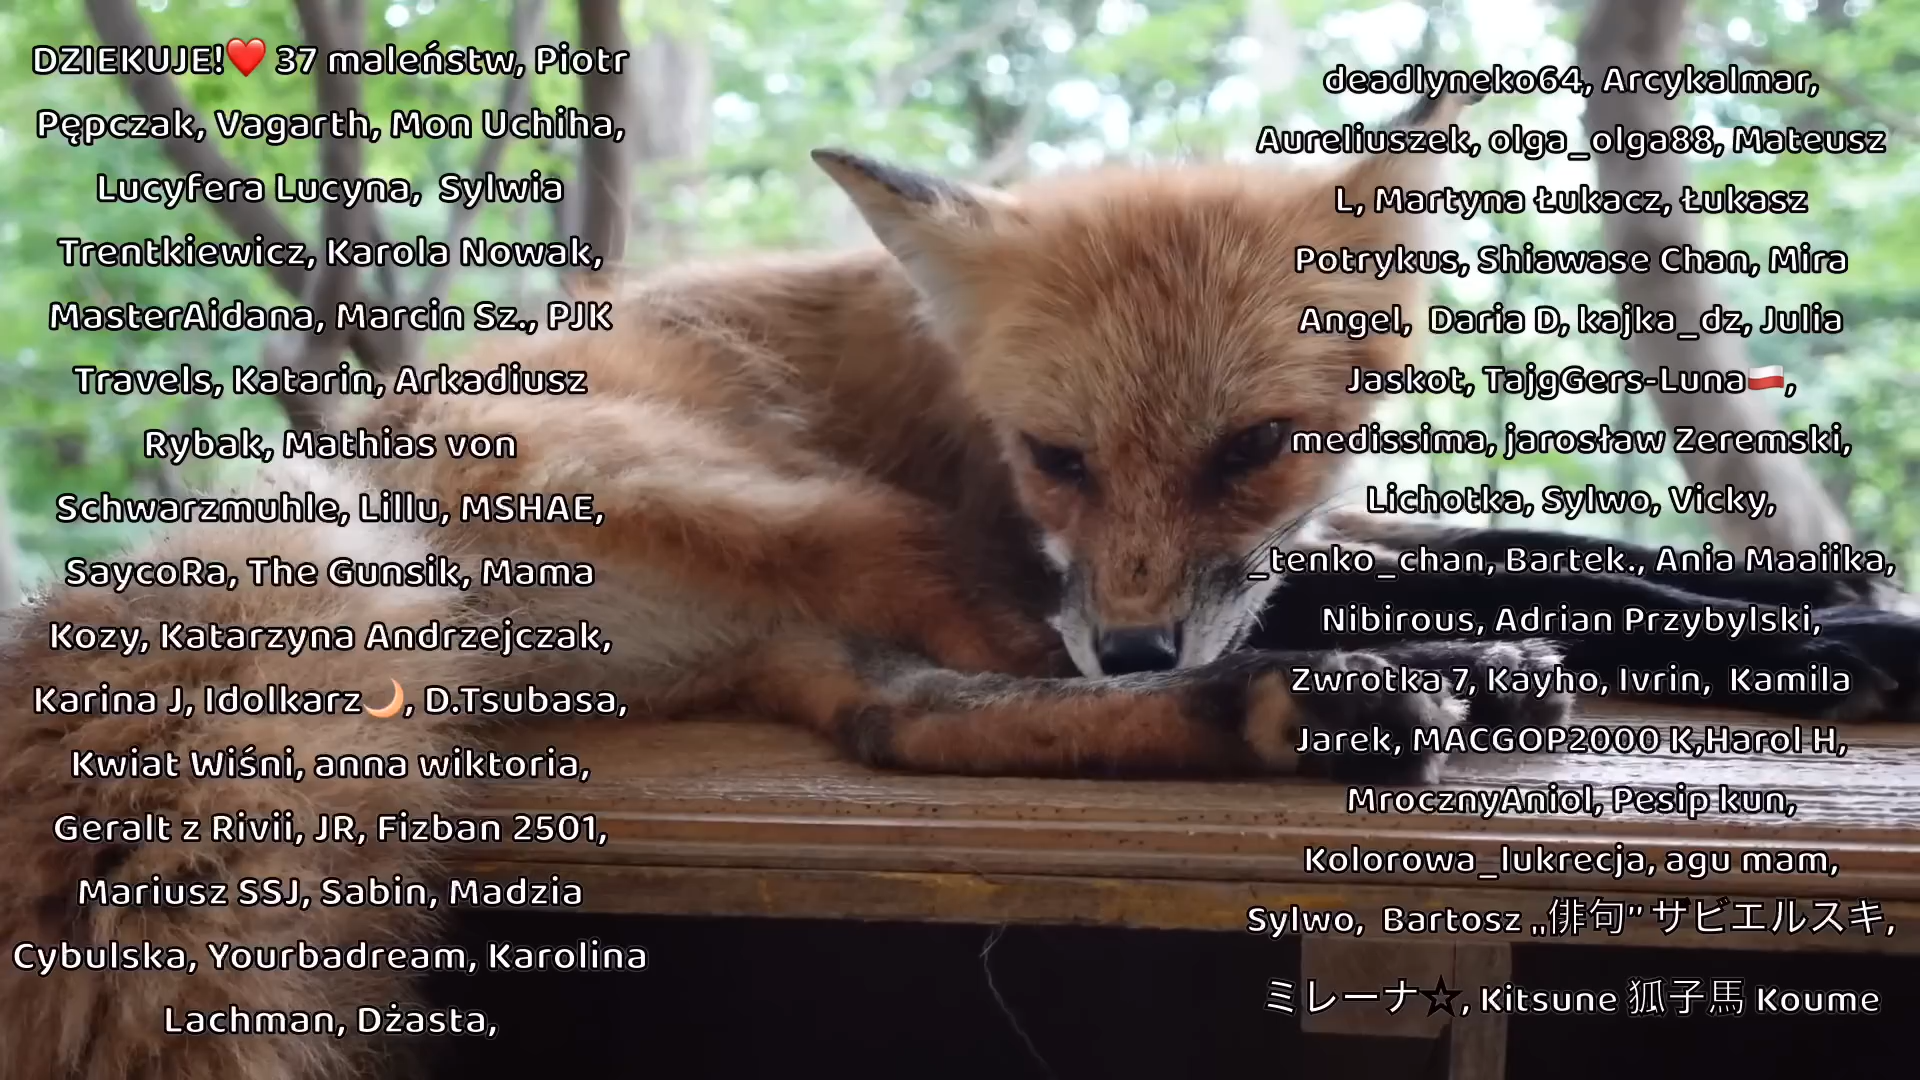 DZIEKUJE!❤️ 37 maleństw, Piotr
Pępczak, Vagarth, Mon Uchiha,
Lucyfera Lucyna,  Sylwia
Trentkiewicz, Karola Nowak,
MasterAidana, Marcin Sz., PJK
Travels, Katarin, Arkadiusz
Rybak, Mathias von
Schwarzmuhle, Lillu, MSHAE,
SaycoRa, The Gunsik, Mama
Kozy, Katarzyna Andrzejczak,
Karina J, Idolkarz🌙, D.Tsubasa,
Kwiat Wiśni, anna wiktoria,
Geralt z Rivii, JR, Fizban 2501,
Mariusz SSJ, Sabin, Madzia
Cybulska, Yourbadream, Karolina
Lachman, Dżasta,
deadlyneko64, Arcykalmar,
Aureliuszek, olga_olga88, Mateusz
L, Martyna Łukacz, Łukasz
Potrykus, Shiawase Chan, Mira
Angel,  Daria D, kajka_dz, Julia
Jaskot, TajgGers-Luna🇵🇱,
medissima, jarosław Zeremski,
Lichotka, Sylwo, Vicky,
_tenko_chan, Bartek., Ania Maaiika,
Nibirous, Adrian Przybylski,
Zwrotka 7, Kayho, Ivrin,  Kamila
Jarek, MACGOP2000 K,Harol H,
MrocznyAniol, Pesip kun,
Kolorowa_lukrecja, agu mam,
Sylwo,  Bartosz „俳句” サビエルスキ,
ミレーナ☆, Kitsune 狐子馬 Koume